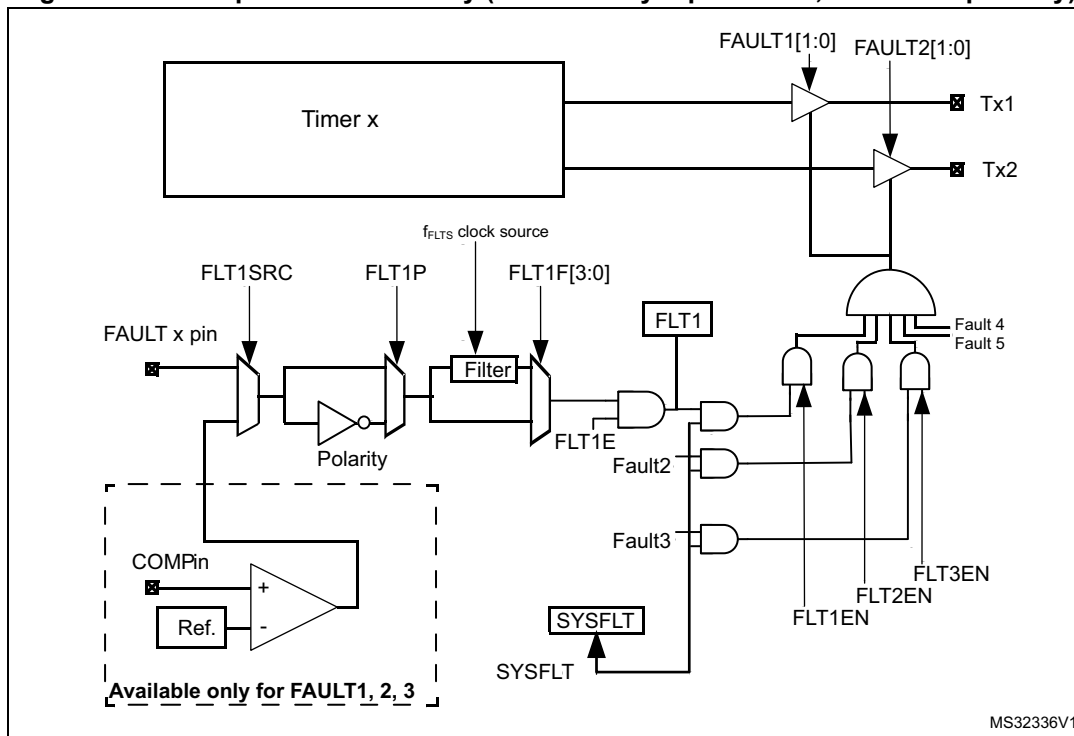 FAULT1[1:0]
FAULT2[1:0]
Timer x
Tx1
Tx2
fFLTS clock source
FLT1SRC
FLT1P
FLT1F[3:0]
FAULT x pin
FLT1
Fault 4
Fault 5
Filter
FLT1E
Polarity
Fault2
Fault3
COMPin
+
Ref.
-
FLT3EN
FLT2EN
FLT1EN
SYSFLT
SYSFLT
Available only for FAULT1, 2, 3
MS32336V1